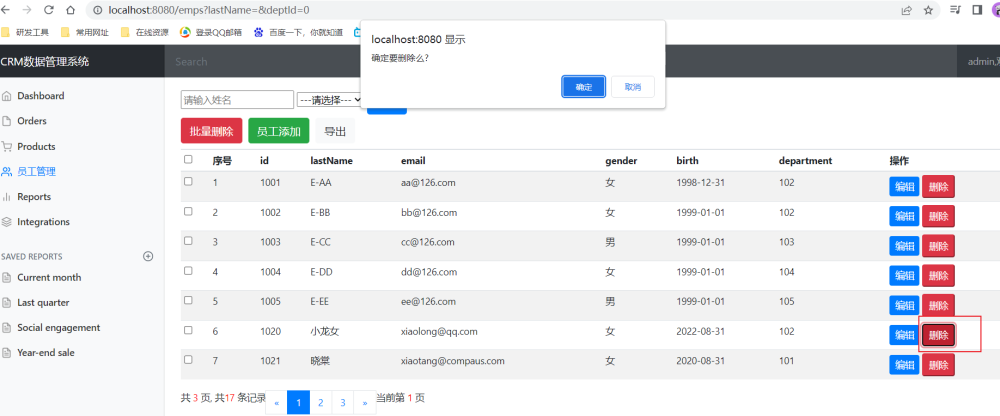 localhost:8080/emps?lastName=&deptId=0
研发工具 常用网址 在线资源 登录QQ邮箱 百度一下，你就知道
localhost:8080 显示
确定要删除么？
确定 取消
CRM数据管理系统 Search admin,
Dashboard
Orders
Products
员工管理
Reports
Integrations
SAVED REPORTS
Current month
Last quarter
Social engagement
Year-end sale
请输入姓名 ---请选择---
批量删除 员工添加 导出
序号 id lastName email gender birth department 操作
1 1001 E-AA aa@126.com 女 1998-12-31 102 编辑 删除
2 1002 E-BB bb@126.com 女 1999-01-01 102 编辑 删除
3 1003 E-CC cc@126.com 男 1999-01-01 103 编辑 删除
4 1004 E-DD dd@126.com 女 1999-01-01 104 编辑 删除
5 1005 E-EE ee@126.com 男 1999-01-01 105 编辑 删除
6 1020 小龙女 xiaolong@qq.com 女 2022-08-31 102 编辑 删除
7 1021 晓棠 xiaotang@compaus.com 女 2020-08-31 101 编辑 删除
共 3 页, 共17 条记录 « 1 2 3 » 当前第 1 页